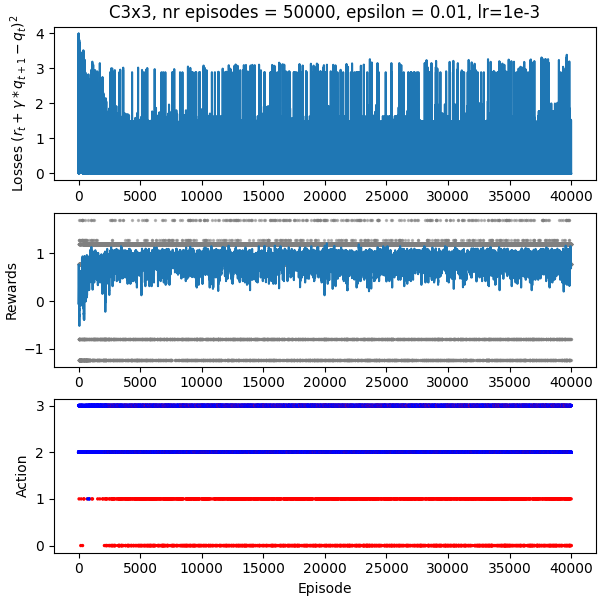 C3x3, nr episodes = 50000, epsilon = 0.01, lr=1e-3
Losses $(r_t + \gamma * q_{t+1} - q_t)^2$
4
3
2
1
0
0 5000 10000 15000 20000 25000 30000 35000 40000
Rewards
1
0
−1
0 5000 10000 15000 20000 25000 30000 35000 40000
Action
3
2
1
0
0 5000 10000 15000 20000 25000 30000 35000 40000
Episode